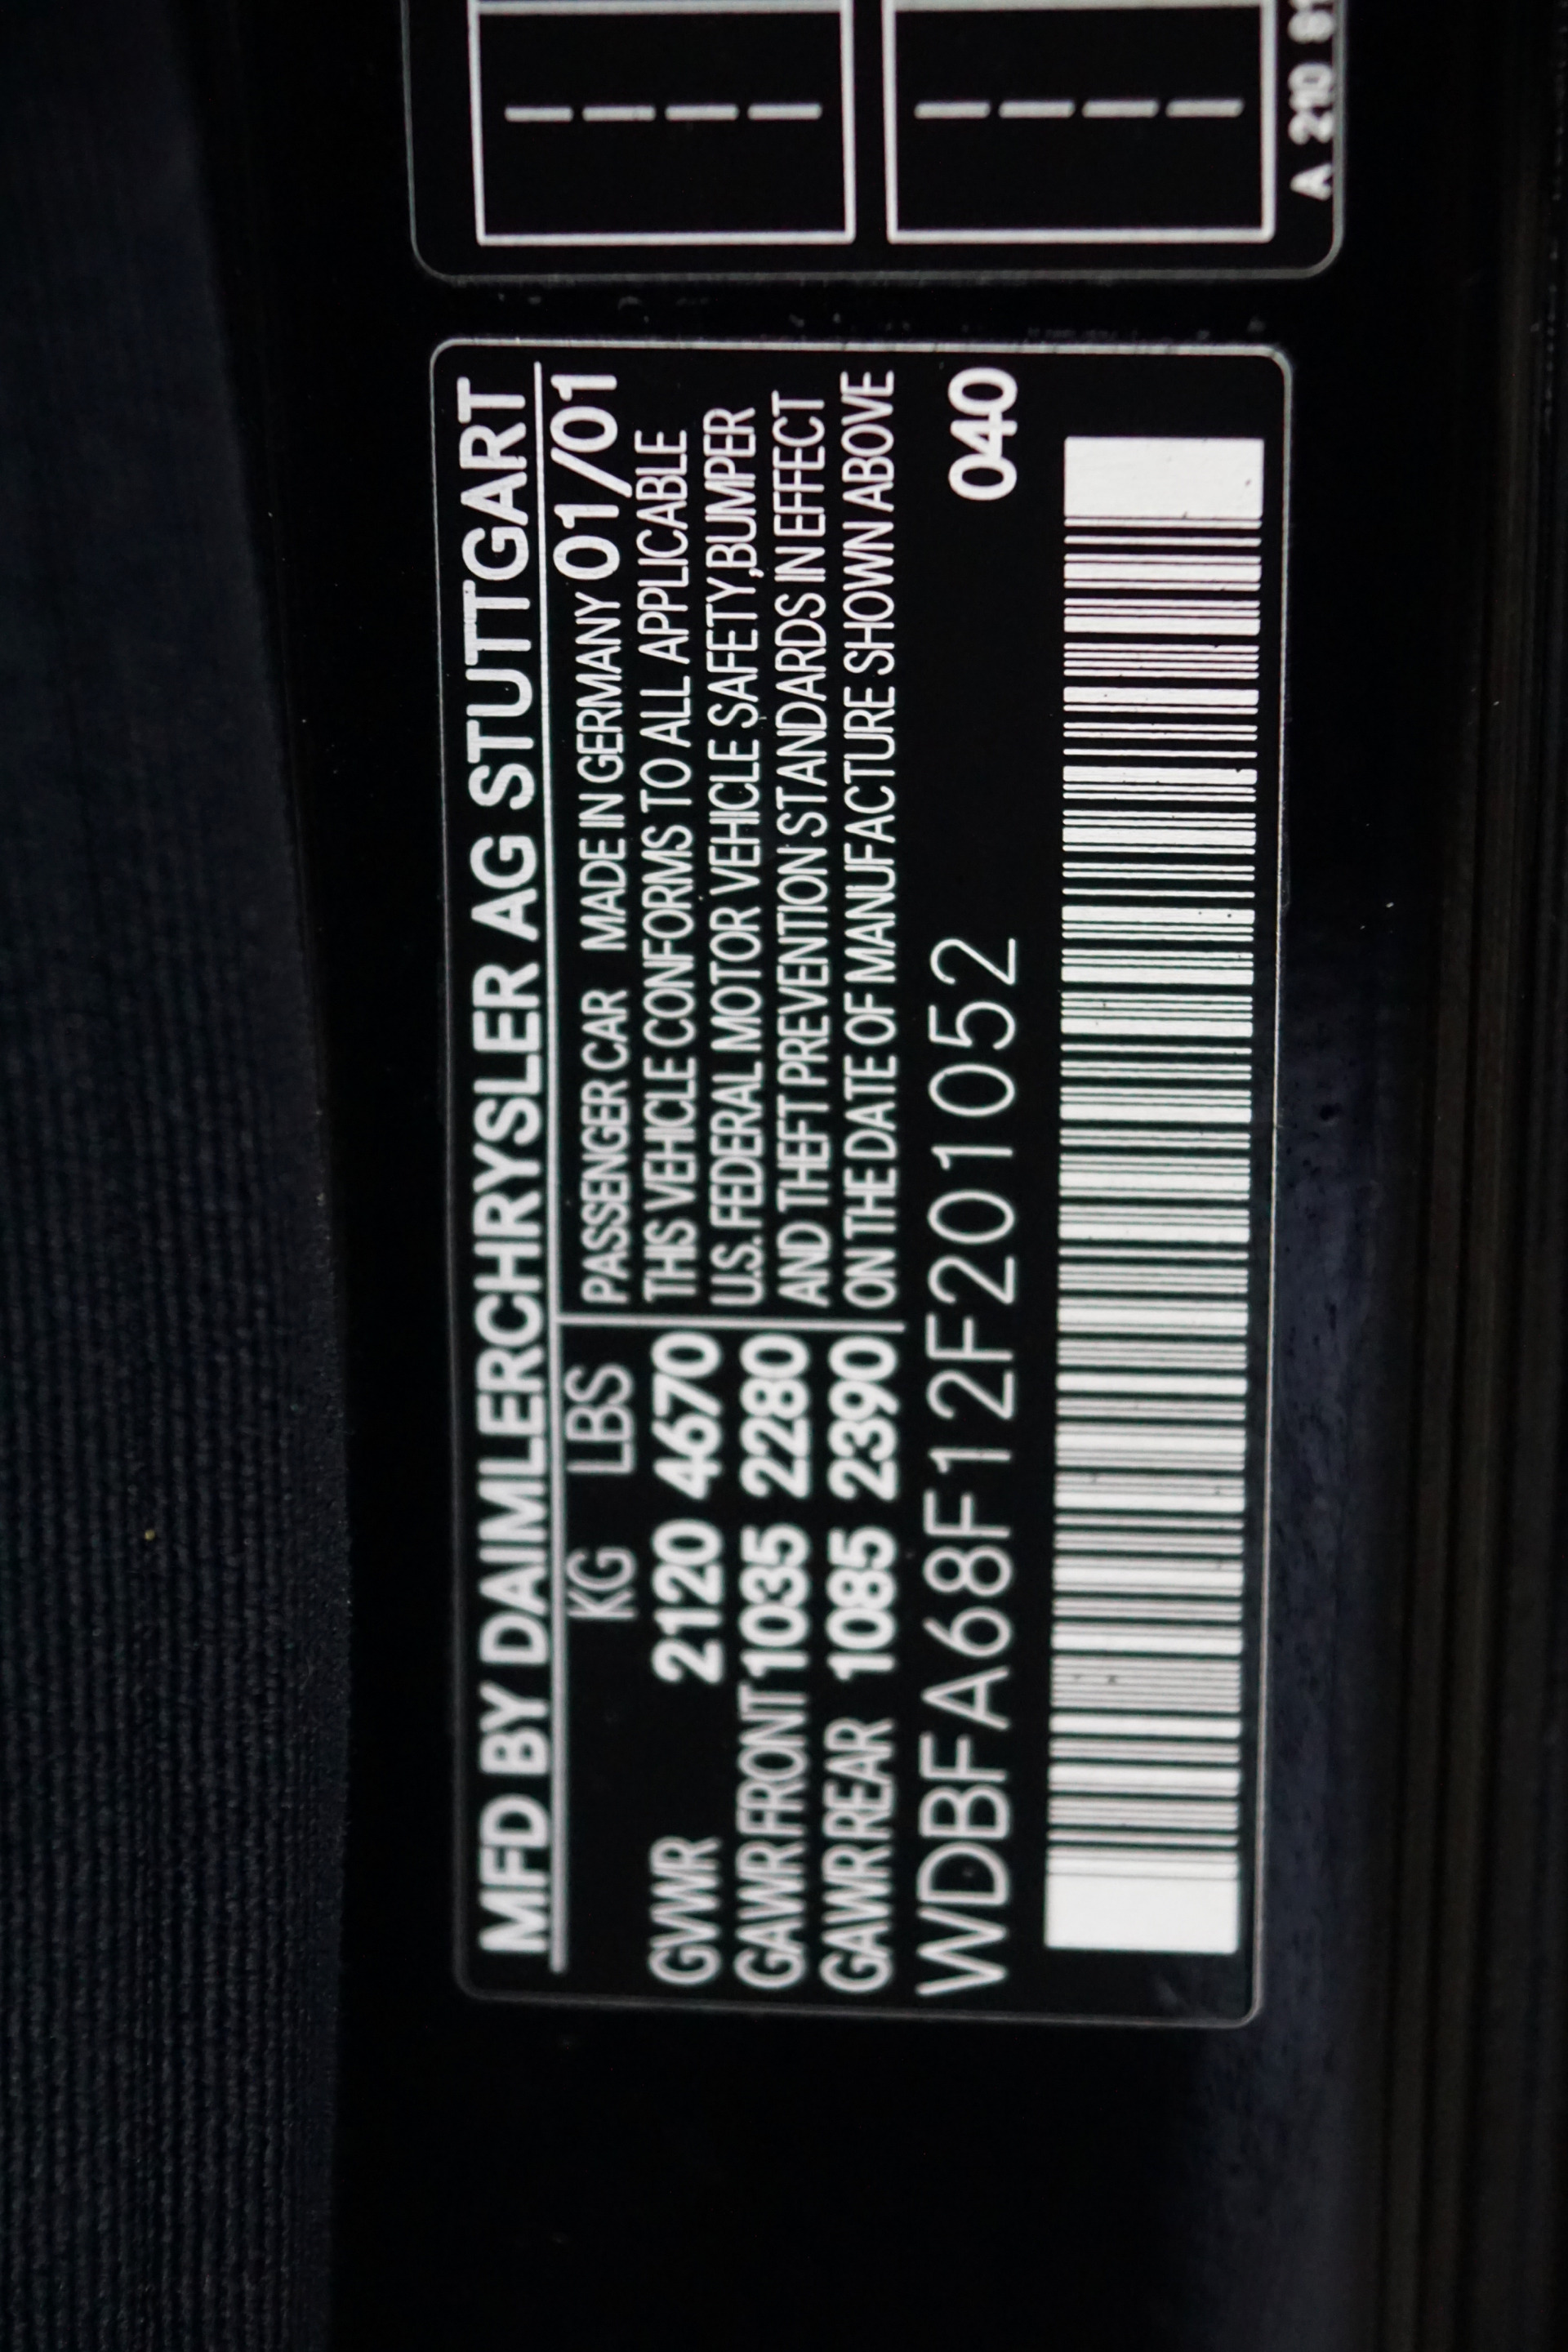 MFD BY DAIMLERCHRYSLER AG STUTTGART
KG LBS
GVWR 2120 4670
GAWR FRONT 1035 2280
GAWR REAR 1085 2390
PASSENGER CAR MADE IN GERMANY 01/01
THIS VEHICLE CONFORMS TO ALL APPLICABLE
U.S. FEDERAL MOTOR VEHICLE SAFETY,BUMPER
AND THEFT PREVENTION STANDARDS IN EFFECT
ON THE DATE OF MANUFACTURE SHOWN ABOVE
WDBFA68F12F201052 040
A 210